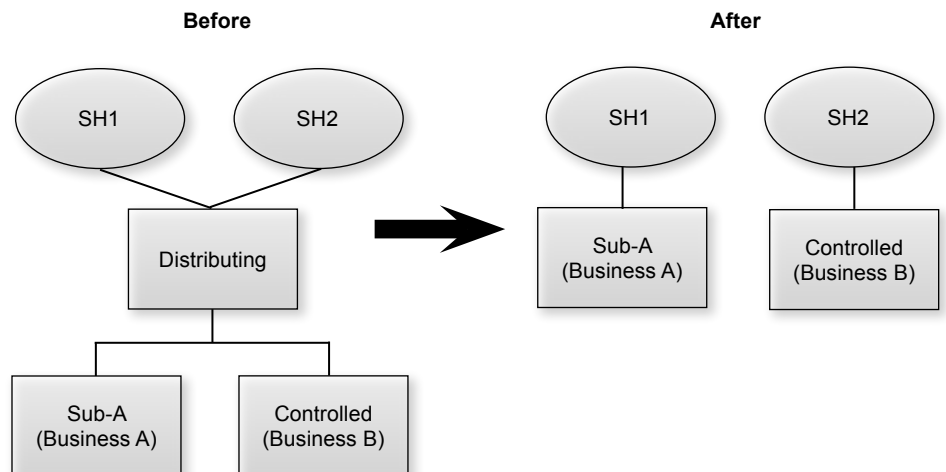 Before
SH1
SH2
Distributing
Sub-A
(Business A)
Controlled
(Business B)
After
SH1
SH2
Sub-A
(Business A)
Controlled
(Business B)